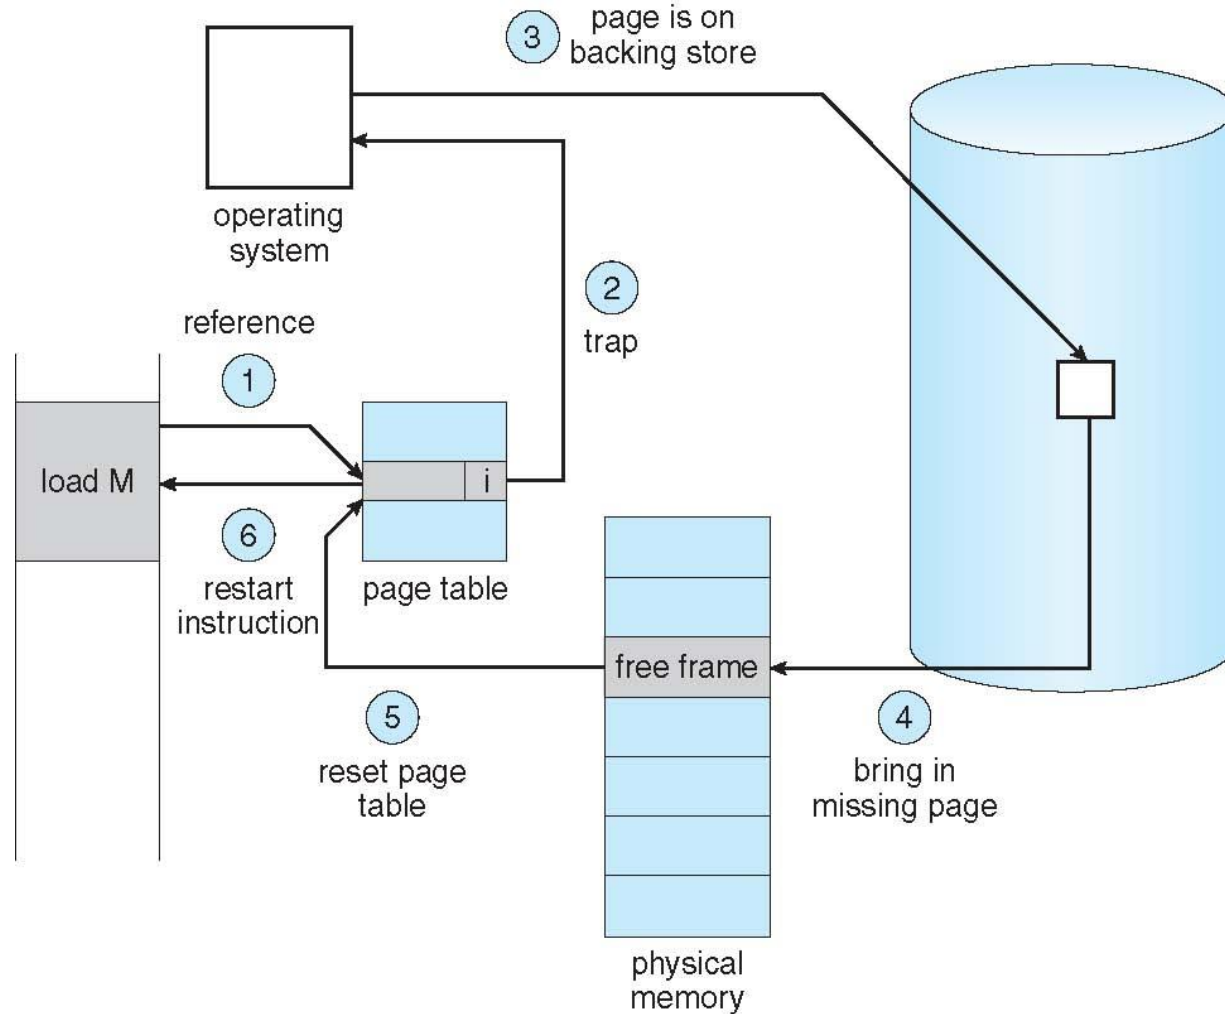 3
page is on
backing store
operating
system
2
trap
reference
1
load M
i
6
restart
instruction
page table
free frame
5
reset page
table
4
bring in
missing page
physical
memory